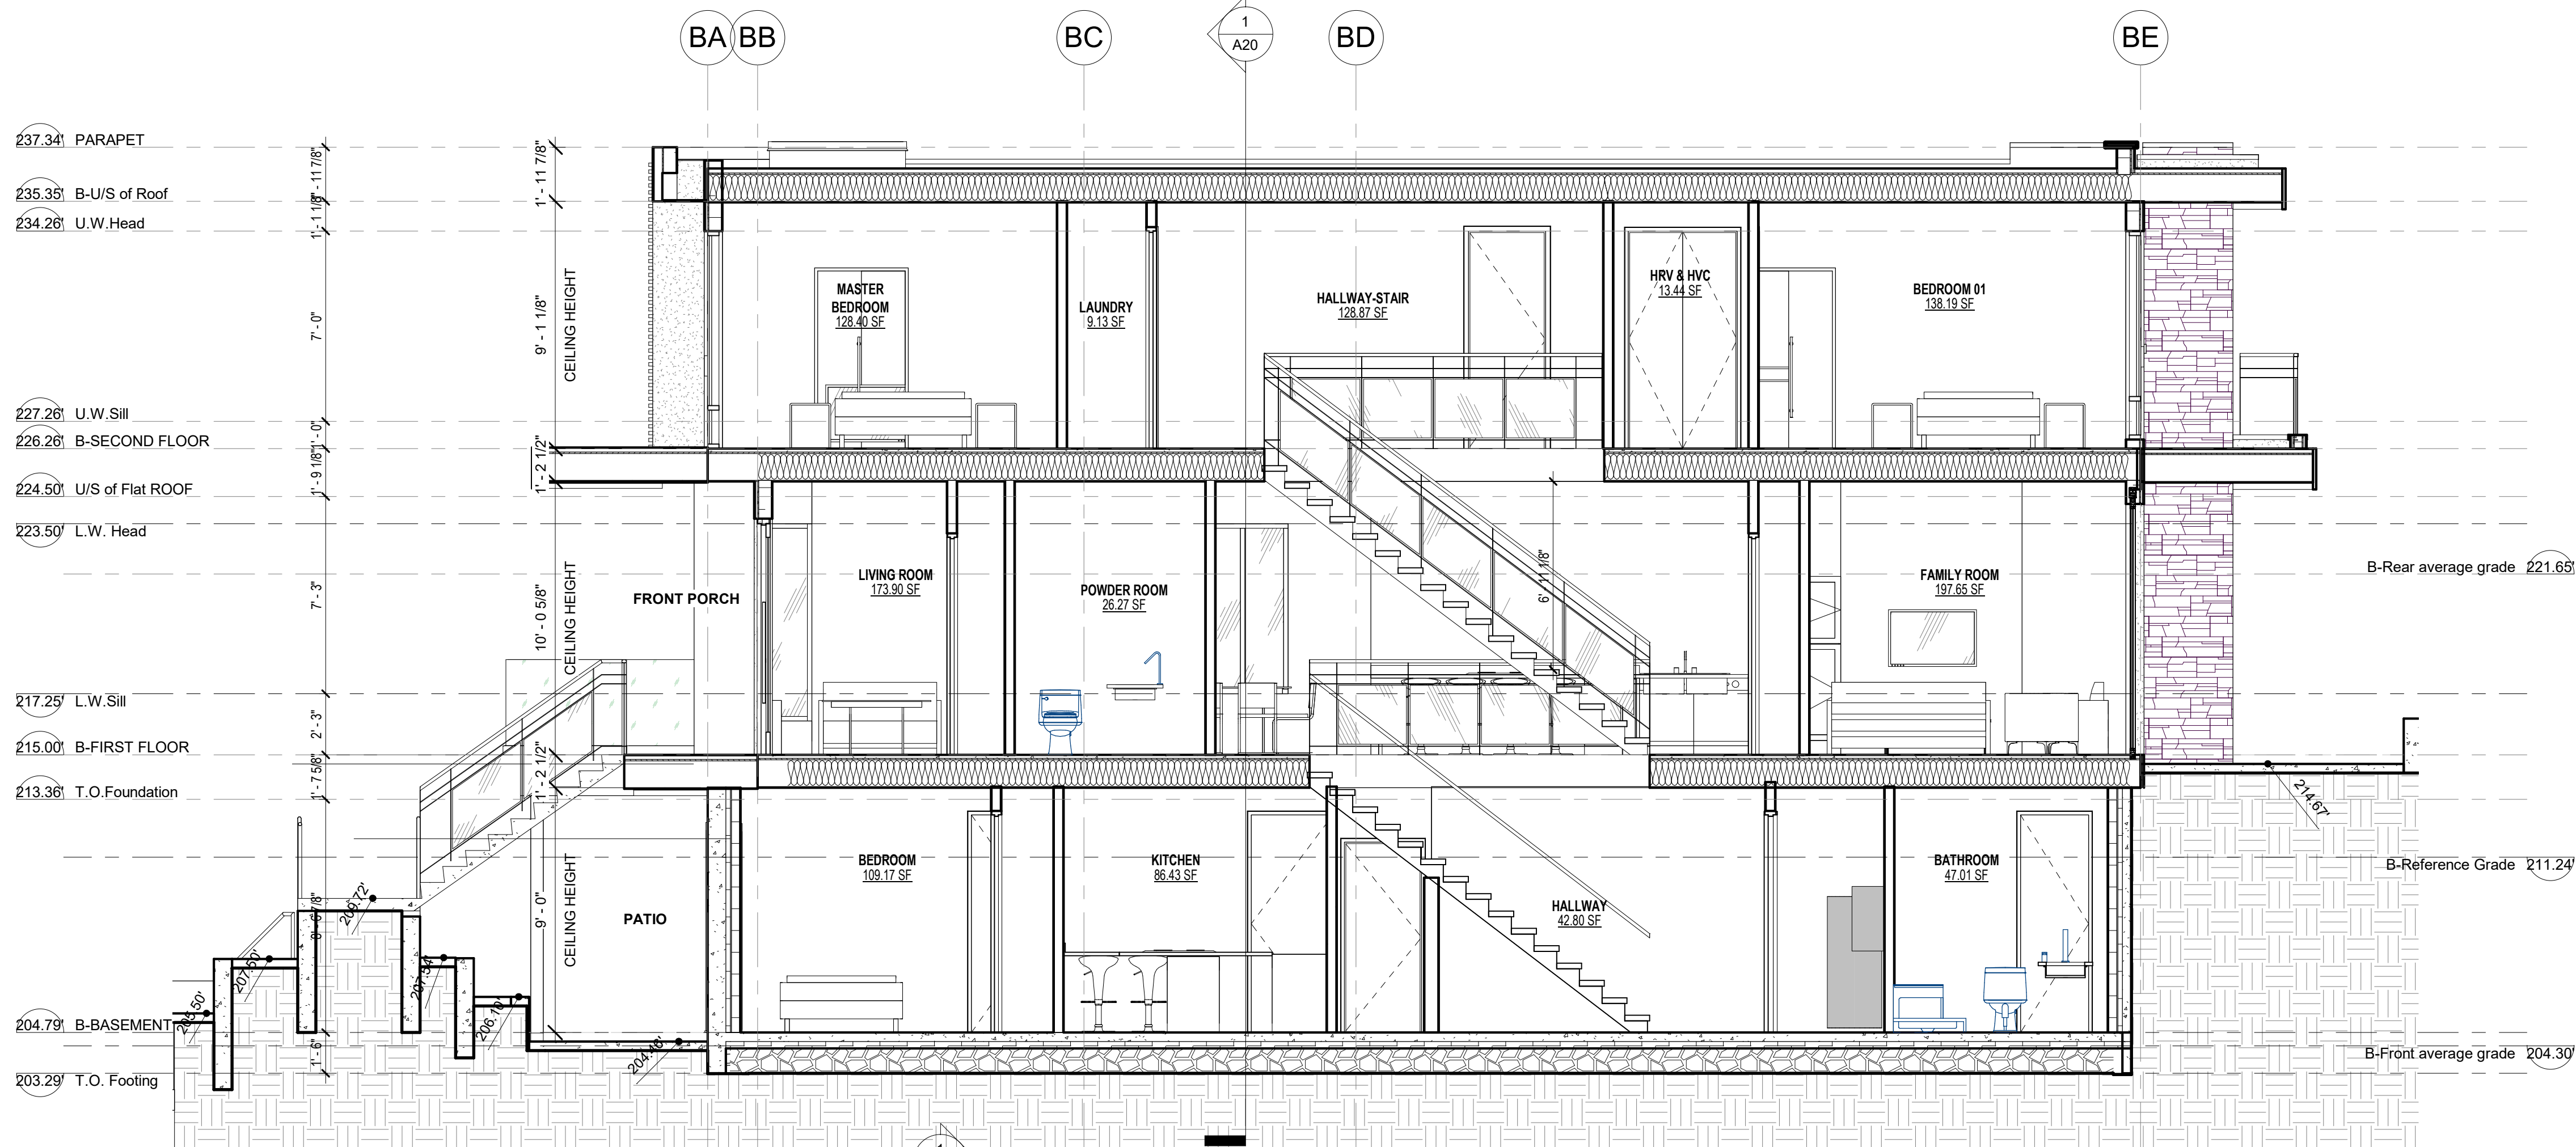 BA
BB
BC
1
A20
BD
BE
237.34' PARAPET
235.35' B-U/S of Roof
234.26' U.W.Head
227.26' U.W.Sill
226.26' B-SECOND FLOOR
224.50' U/S of Flat ROOF
223.50' L.W. Head
217.25' L.W.Sill
215.00' B-FIRST FLOOR
213.36' T.O.Foundation
204.79' B-BASEMENT
203.29' T.O. Footing
1' - 11 7/8"
1' - 1 1/8"
7' - 0"
1' - 0"
1' - 9 1/8"
7' - 3"
2' - 3"
1' - 7 5/8"
8' - 6 7/8"
1' - 6"
1' - 11 7/8"
9' - 1 1/8"
CEILING HEIGHT
1' - 2 1/2"
10' - 0 5/8"
CEILING HEIGHT
1' - 2 1/2"
9' - 0"
CEILING HEIGHT
MASTER
BEDROOM
128.40 SF
LAUNDRY
9.13 SF
HALLWAY-STAIR
128.87 SF
HRV & HVC
13.44 SF
BEDROOM 01
138.19 SF
FRONT PORCH
LIVING ROOM
173.90 SF
POWDER ROOM
26.27 SF
6' - 11 1/8"
FAMILY ROOM
197.65 SF
PATIO
BEDROOM
109.17 SF
KITCHEN
86.43 SF
HALLWAY
42.80 SF
BATHROOM
47.01 SF
205.50'
207.50'
209.72'
207.54'
206.10'
204.46'
214.67'
B-Rear average grade 221.65'
B-Reference Grade 211.24'
B-Front average grade 204.30'